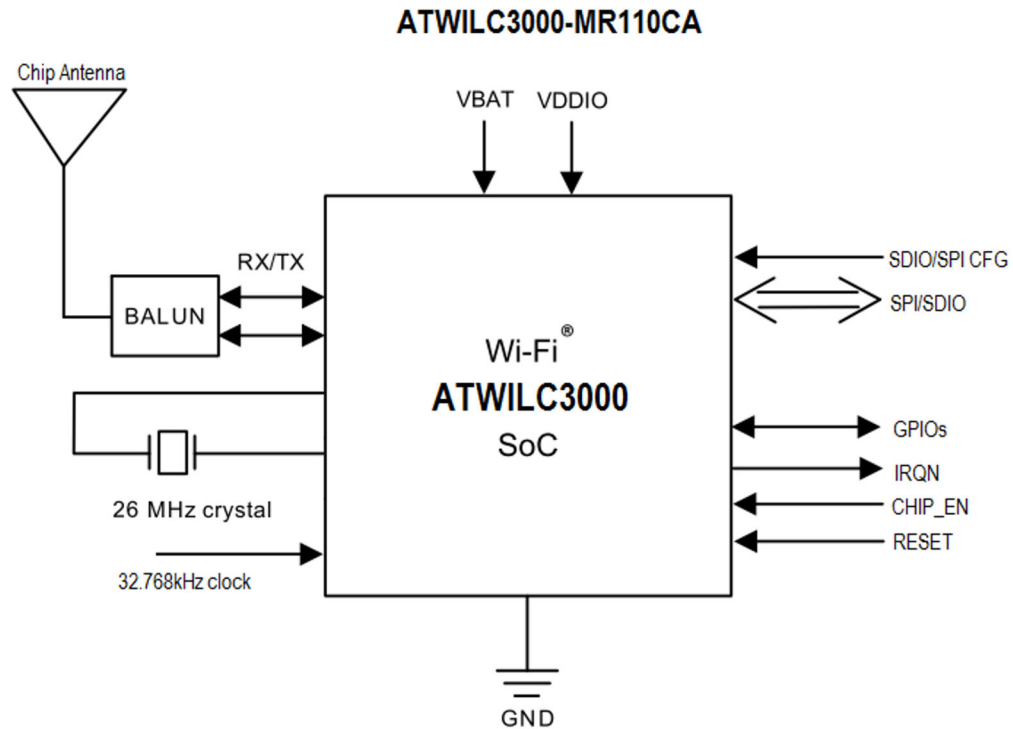 ATWILC3000-MR110CA
Chip Antenna
VBAT VDDIO
RX/TX
BALUN
SDIO/SPI CFG
SPI/SDIO
Wi-Fi®
ATWILC3000
SoC
GPIOs
IRQN
CHIP_EN
RESET
26 MHz crystal
32.768kHz clock
GND